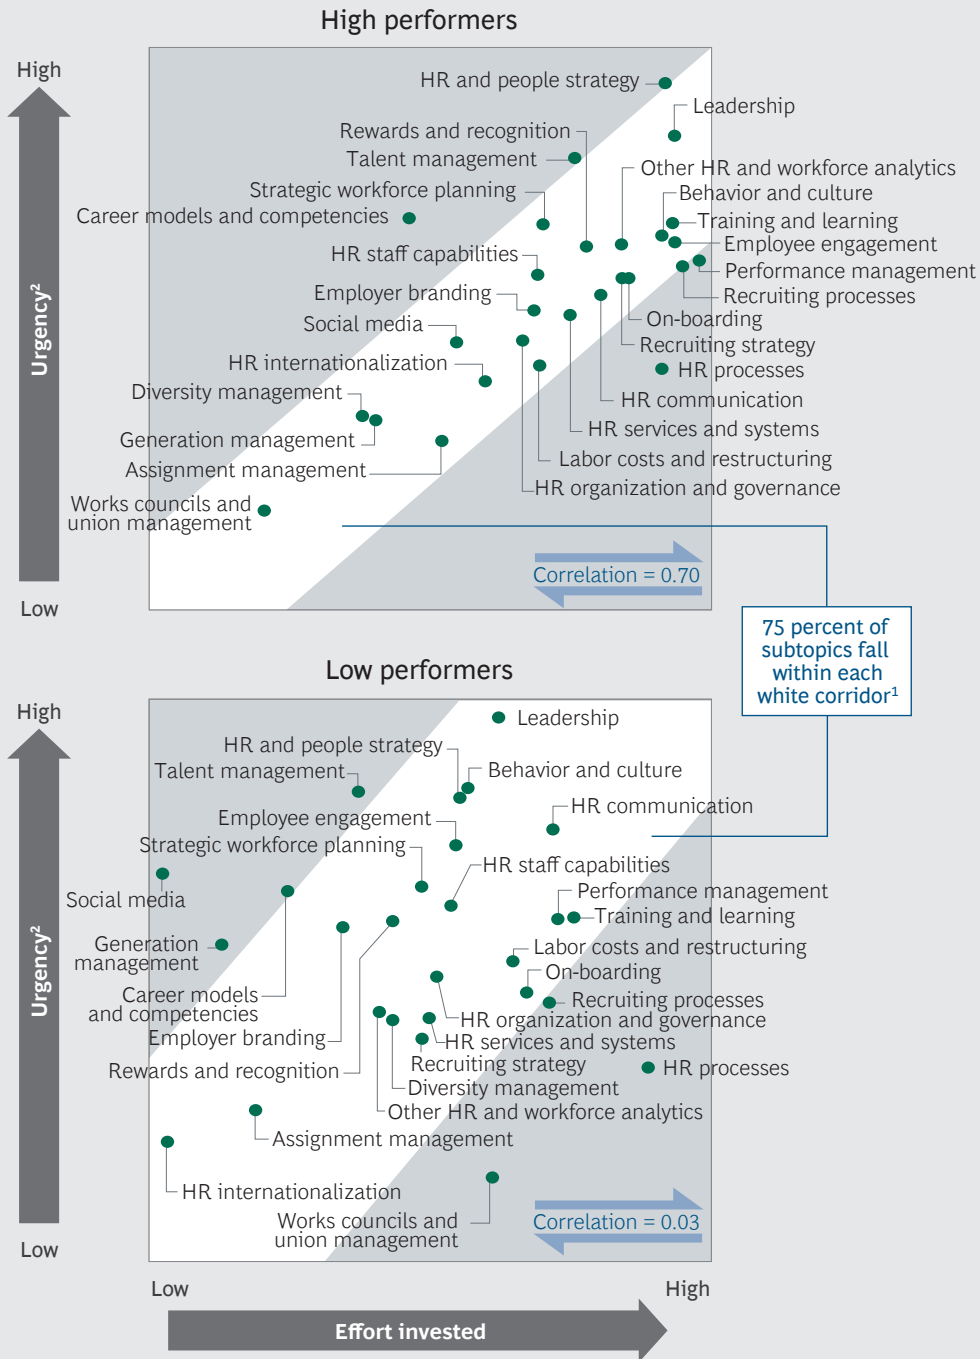 High performers
High
HR and people strategy
Leadership
Rewards and recognition
Talent management
Other HR and workforce analytics
Strategic workforce planning
Behavior and culture
Career models and competencies
Training and learning
Employee engagement
HR staff capabilities
Performance management
Employer branding
Recruiting processes
Social media
On-boarding
Recruiting strategy
HR internationalization
HR processes
Diversity management
HR communication
Generation management
HR services and systems
Assignment management
Labor costs and restructuring
HR organization and governance
Works councils and
union management
Urgency²
Correlation = 0.70
Low
75 percent of
subtopics fall
within each
white corridor¹
Low performers
High
Leadership
HR and people strategy
Talent management
Behavior and culture
HR communication
Employee engagement
Strategic workforce planning
HR staff capabilities
Social media
Performance management
Training and learning
Generation
management
Labor costs and restructuring
On-boarding
Career models
and competencies
Recruiting processes
HR organization and governance
Employer branding
HR services and systems
Recruiting strategy
Rewards and recognition
HR processes
Diversity management
Other HR and workforce analytics
Assignment management
HR internationalization
Works councils and
union management
Urgency²
Correlation = 0.03
Low
Low
High
Effort invested